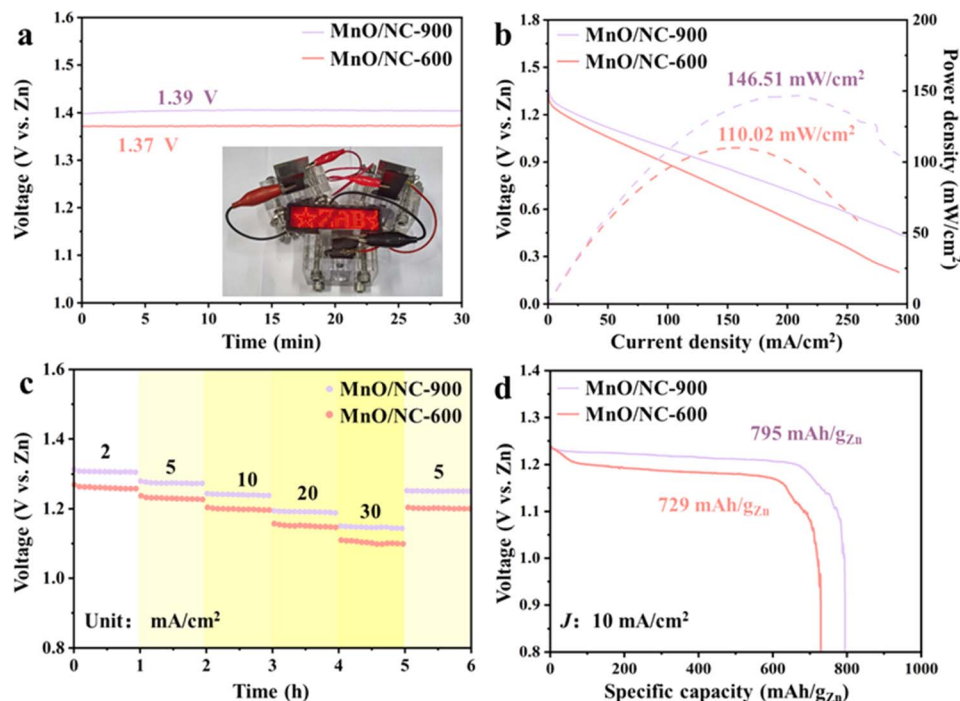 a
MnO/NC-900
MnO/NC-600
1.39 V
1.37 V
ZAB
1.6
1.5
1.4
1.3
1.2
1.1
1.0
0 5 10 15 20 25 30
Voltage (V vs. Zn)
Time (min)
b
MnO/NC-900
MnO/NC-600
146.51 mW/cm²
110.02 mW/cm²
1.8
1.5
1.2
0.9
0.6
0.3
0.0
200
150
100
50
0
0 50 100 150 200 250 300
Voltage (V vs. Zn)
Power density (mW/cm²)
Current density (mA/cm²)
c
MnO/NC-900
MnO/NC-600
2
5
10
20
30
5
Unit: mA/cm²
1.6
1.4
1.2
1.0
0.8
0 1 2 3 4 5 6
Voltage (V vs. Zn)
Time (h)
d
MnO/NC-900
MnO/NC-600
795 mAh/gZn
729 mAh/gZn
J: 10 mA/cm²
1.4
1.3
1.2
1.1
1.0
0.9
0.8
0 200 400 600 800 1000
Voltage (V vs. Zn)
Specific capacity (mAh/gZn)